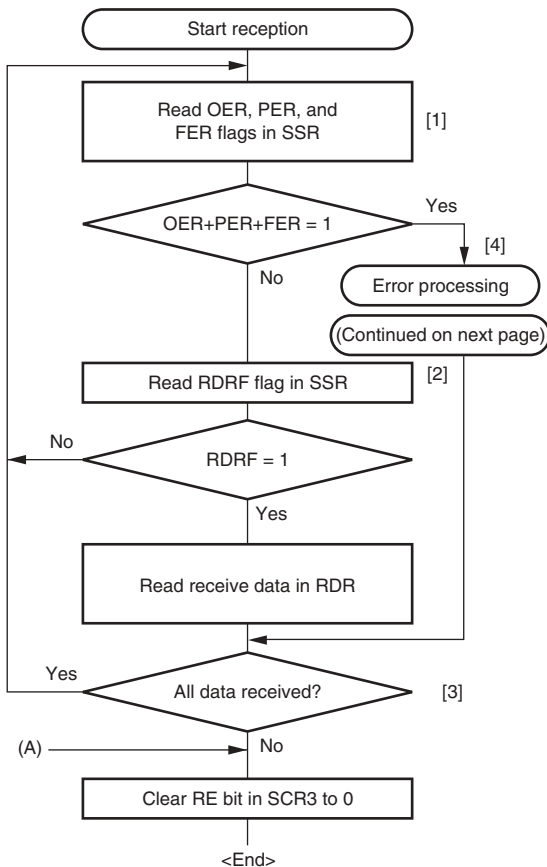 Start reception
Read OER, PER, and
FER flags in SSR
[1]
OER+PER+FER = 1
Yes
[4]
No
Error processing
(Continued on next page)
Read RDRF flag in SSR
[2]
No
RDRF = 1
Yes
Read receive data in RDR
Yes
All data received?
[3]
(A)
No
Clear RE bit in SCR3 to 0
<End>